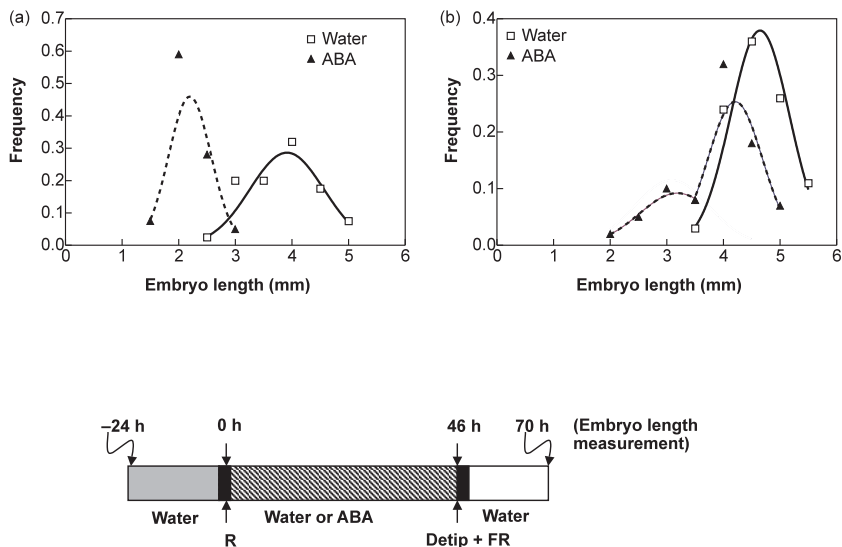 (a)
0.7
0.6
0.5
0.4
0.3
0.2
0.1
0.0
Frequency
Water
ABA
0 1 2 3 4 5 6
Embryo length (mm)
(b)
0.4
0.3
0.2
0.1
0.0
Frequency
Water
ABA
0 1 2 3 4 5 6
Embryo length (mm)
–24 h 0 h 46 h 70 h (Embryo length
measurement)
Water Water or ABA Water
R Detip + FR